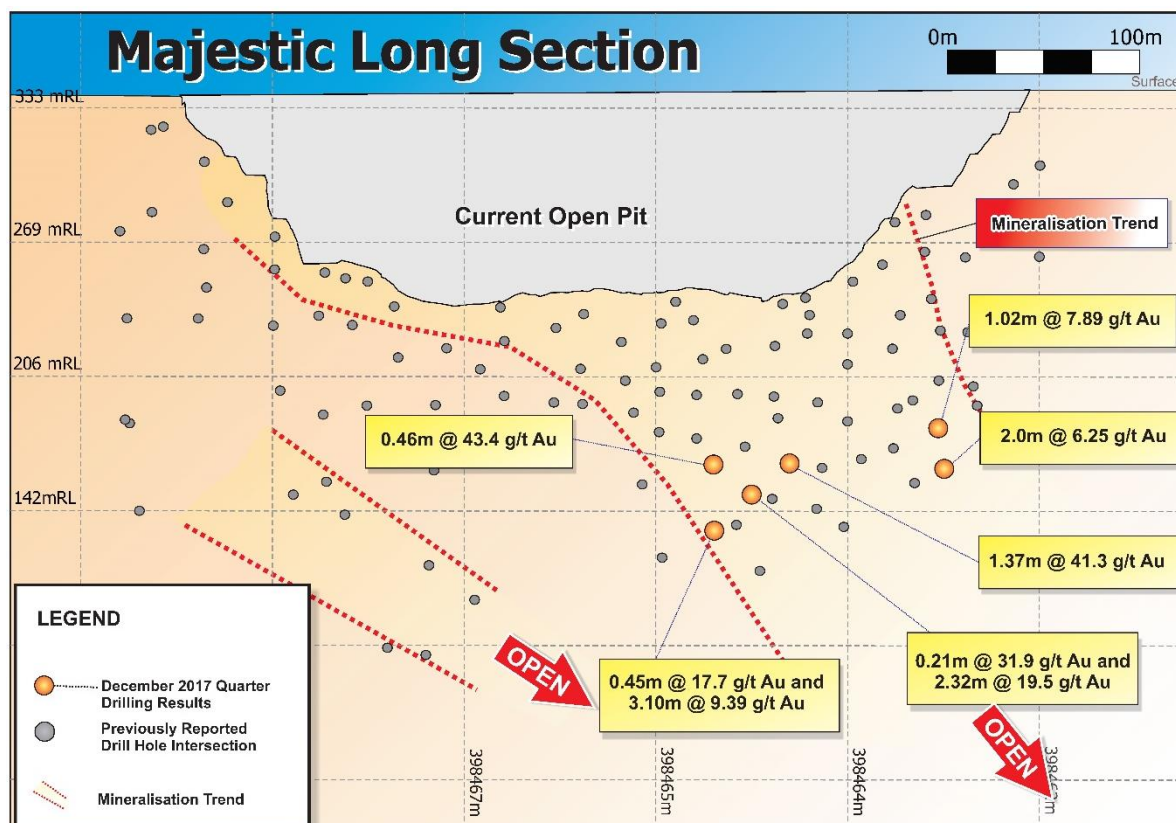 Majestic Long Section
0m 100m
Surface
333 mRL
Current Open Pit
Mineralisation Trend
269 mRL
1.02m @ 7.89 g/t Au
206 mRL
0.46m @ 43.4 g/t Au
2.0m @ 6.25 g/t Au
142mRL
1.37m @ 41.3 g/t Au
LEGEND
December 2017 Quarter
Drilling Results
Previously Reported
Drill Hole Intersection
Mineralisation Trend
OPEN
0.45m @ 17.7 g/t Au and
3.10m @ 9.39 g/t Au
0.21m @ 31.9 g/t Au and
2.32m @ 19.5 g/t Au
OPEN
398467m
398465m
398464m